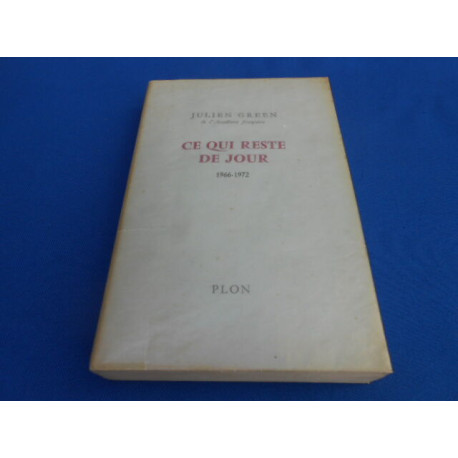 JULIEN GREEN
de l'Académie française
CE QUI RESTE
DE JOUR
1966-1972
PLON